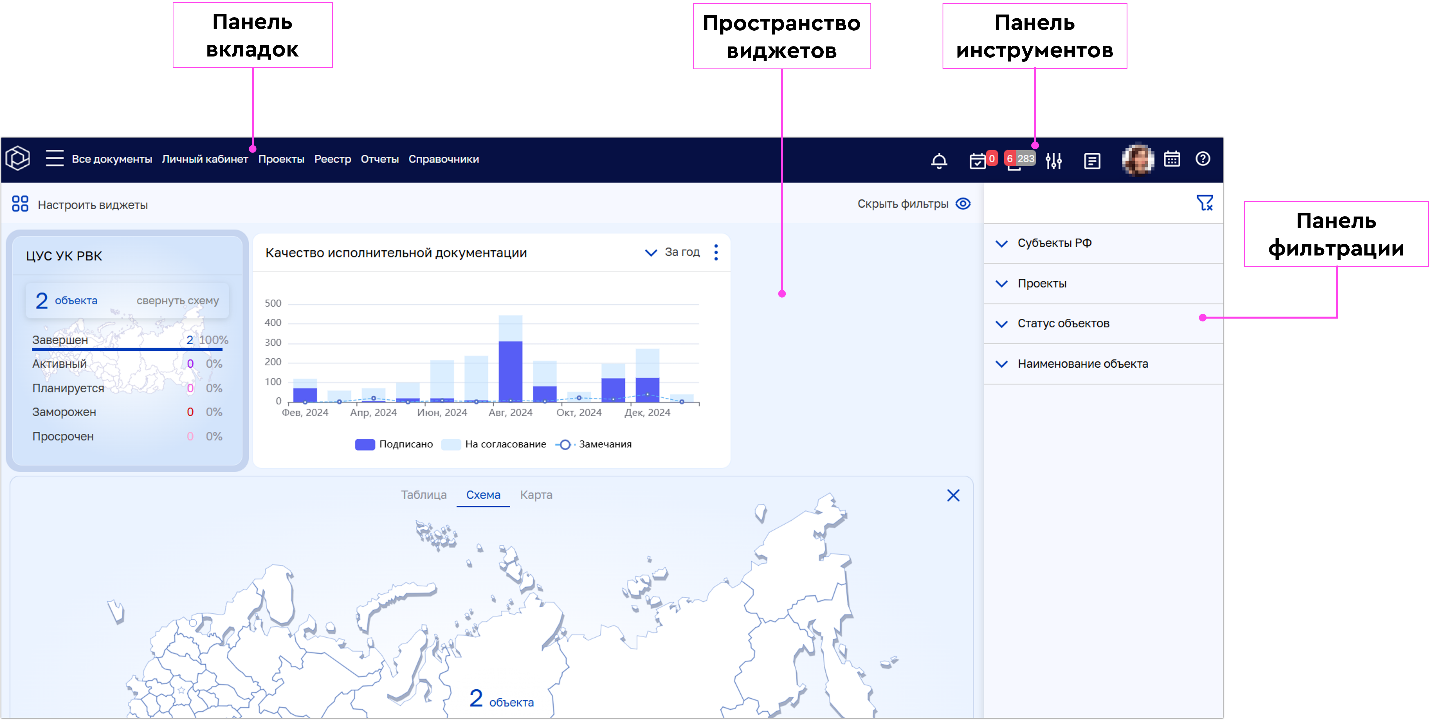 Панель
вкладок
Пространство
виджетов
Панель
инструментов
Все документы Личный кабинет Проекты Реестр Отчеты Справочники
0 6 283
Настроить виджеты
Скрыть фильтры
Панель
фильтрации
ЦУС УК РВК
2 объекта свернуть схему
Завершен 2 100%
Активный 0 0%
Планируется 0 0%
Заморожен 0 0%
Просрочен 0 0%
Качество исполнительной документации За год
500
400
300
200
100
0
Фев, 2024 Апр, 2024 Июн, 2024 Авг, 2024 Окт, 2024 Дек, 2024
Подписано На согласование Замечания
Субъекты РФ
Проекты
Статус объектов
Наименование объекта
Таблица Схема Карта
2 объекта